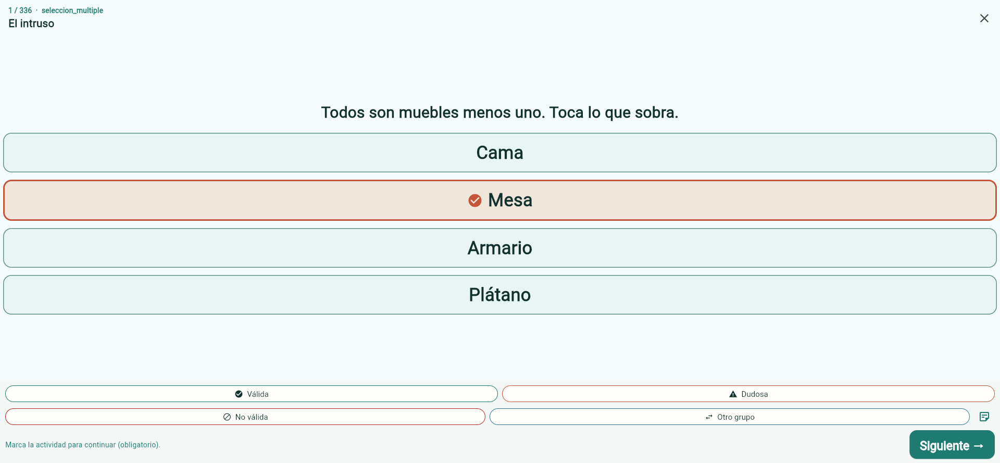 1 / 336 · seleccion_multiple
El intruso
Todos son muebles menos uno. Toca lo que sobra.
Cama
Mesa
Armario
Plátano
Válida
Dudosa
No válida
Otro grupo
Marca la actividad para continuar (obligatorio).
Siguiente →